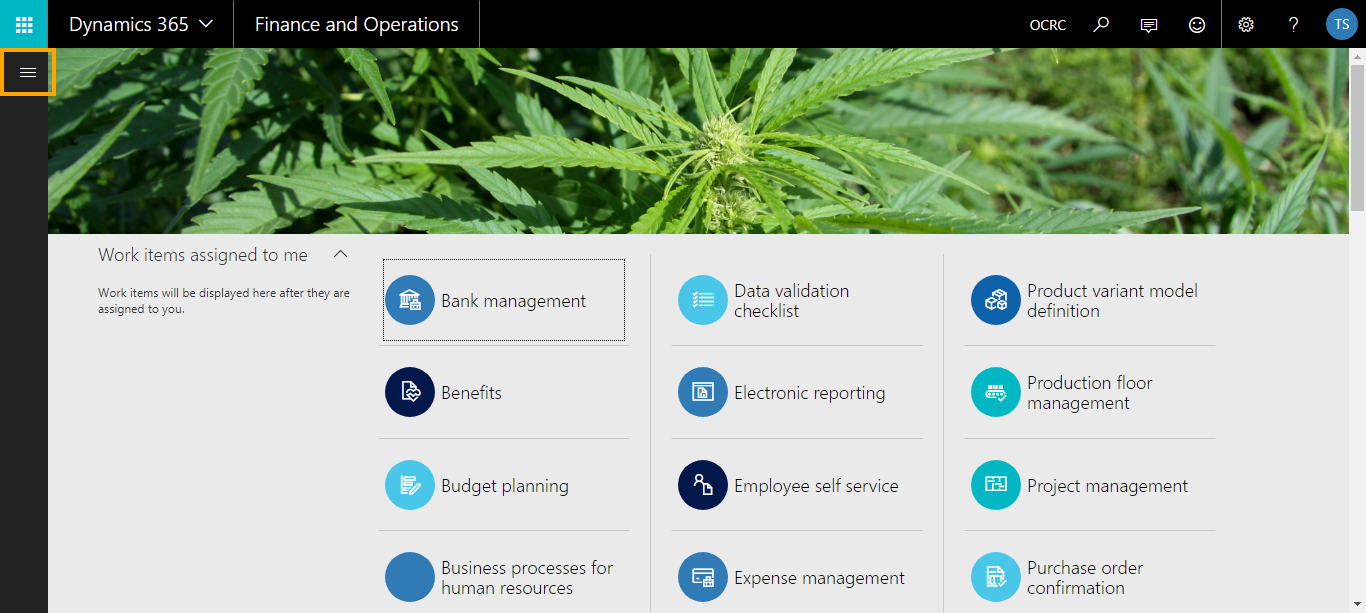 Dynamics 365
Finance and Operations
OCRC
?
TS
Work items assigned to me
Work items will be displayed here after they are
assigned to you.
Bank management
Benefits
Budget planning
Business processes for
human resources
Data validation
checklist
Electronic reporting
Employee self service
Expense management
Product variant model
definition
Production floor
management
Project management
Purchase order
confirmation